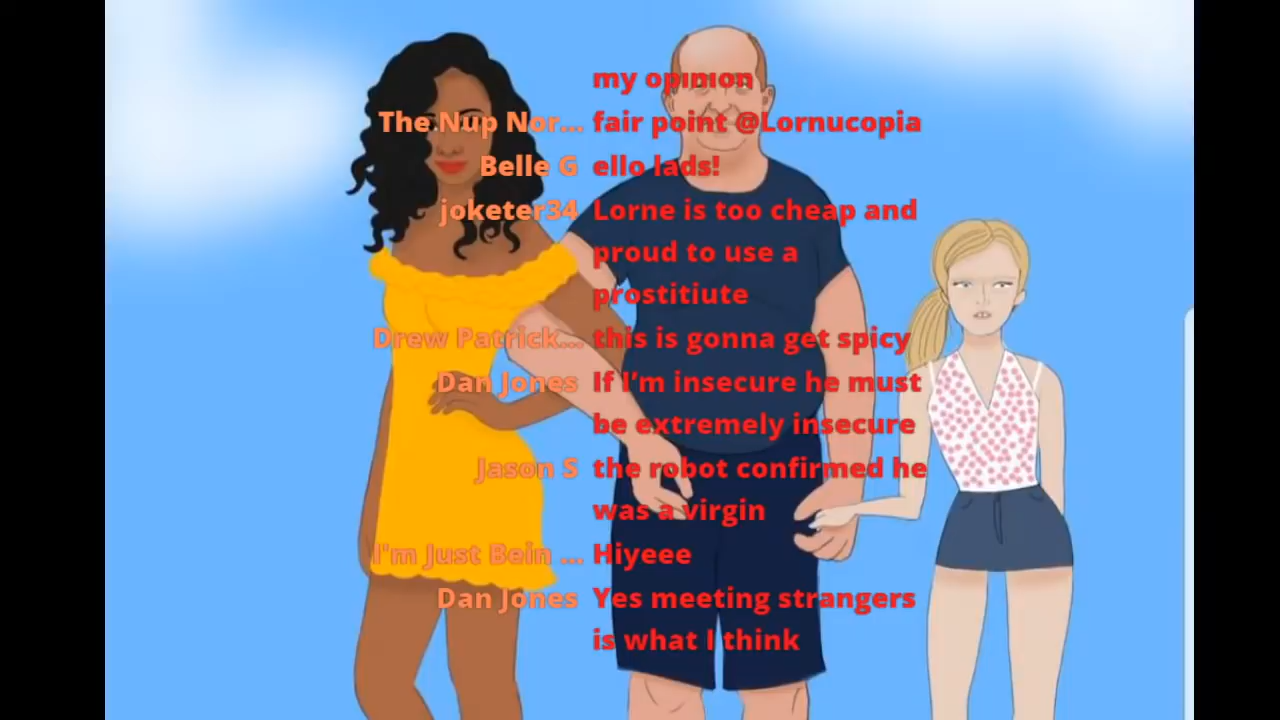 my opinion
The Nup Nor... fair point @Lornucopia
Belle G ello lads!
joketer34 Lorne is too cheap and
proud to use a
prostitiute
Drew Patrick... this is gonna get spicy
Dan Jones If I’m insecure he must
be extremely insecure
Jason S the robot confirmed he
was a virgin
I'm Just Bein ... Hiyeee
Dan Jones Yes meeting strangers
is what I think